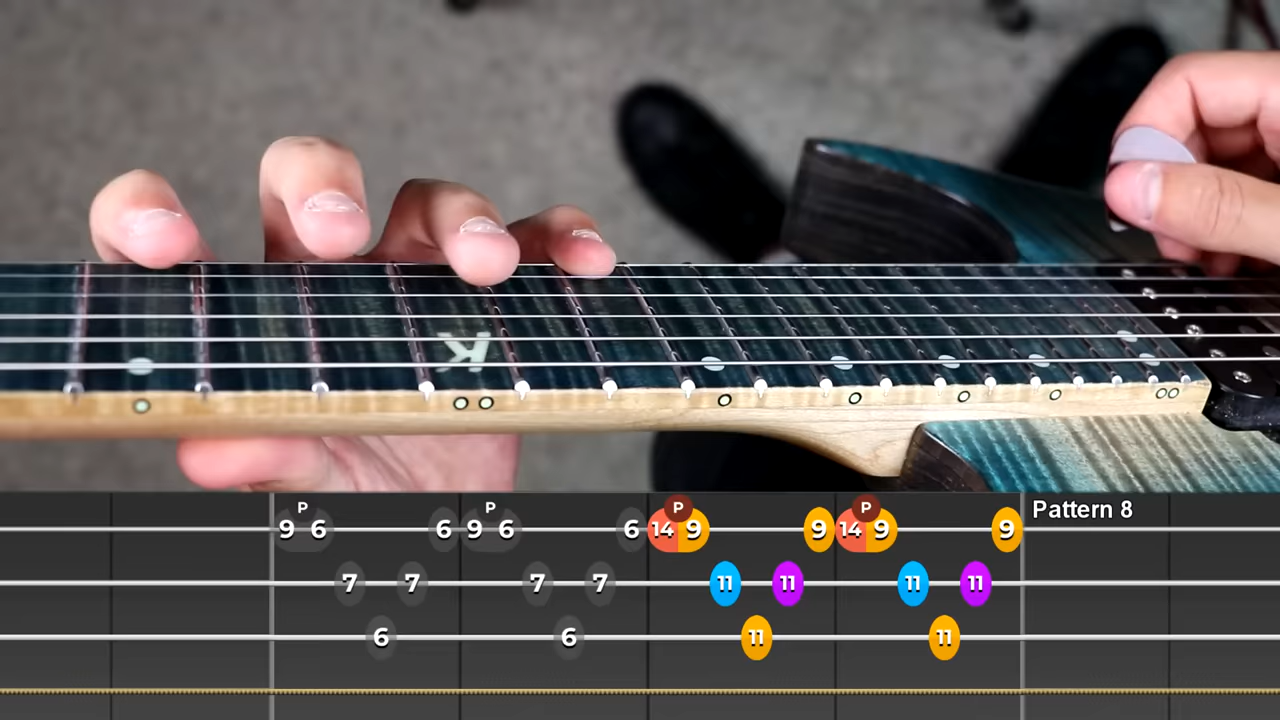 K
P P P P
Pattern 8
9 6 6 9 6 6 14 9 9 14 9 9
7 7 7 7 11 11 11 11
6 6 11 11